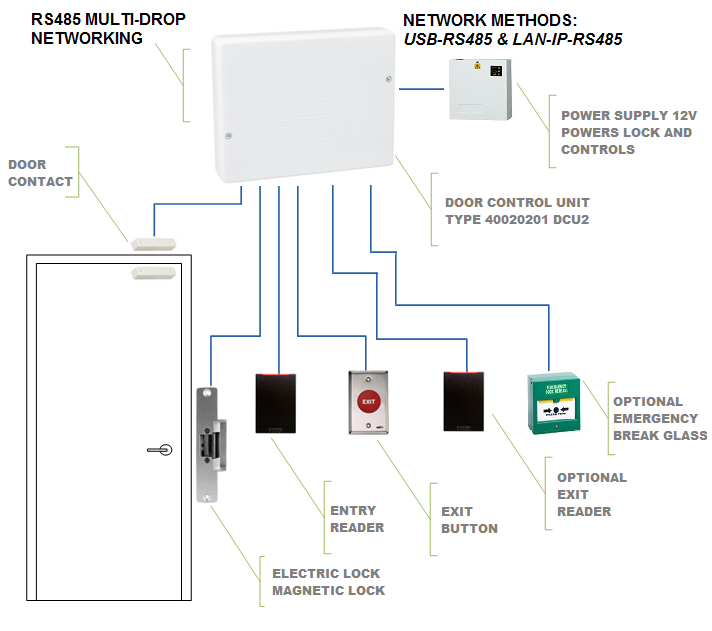 RS485 MULTI-DROP
NETWORKING
NETWORK METHODS:
USB-RS485 & LAN-IP-RS485
POWER SUPPLY 12V
POWERS LOCK AND
CONTROLS
DOOR
CONTACT
DOOR CONTROL UNIT
TYPE 40020201 DCU2
EXIT
OPTIONAL
EMERGENCY
BREAK GLASS
OPTIONAL
EXIT
READER
ENTRY
READER
EXIT
BUTTON
ELECTRIC LOCK
MAGNETIC LOCK